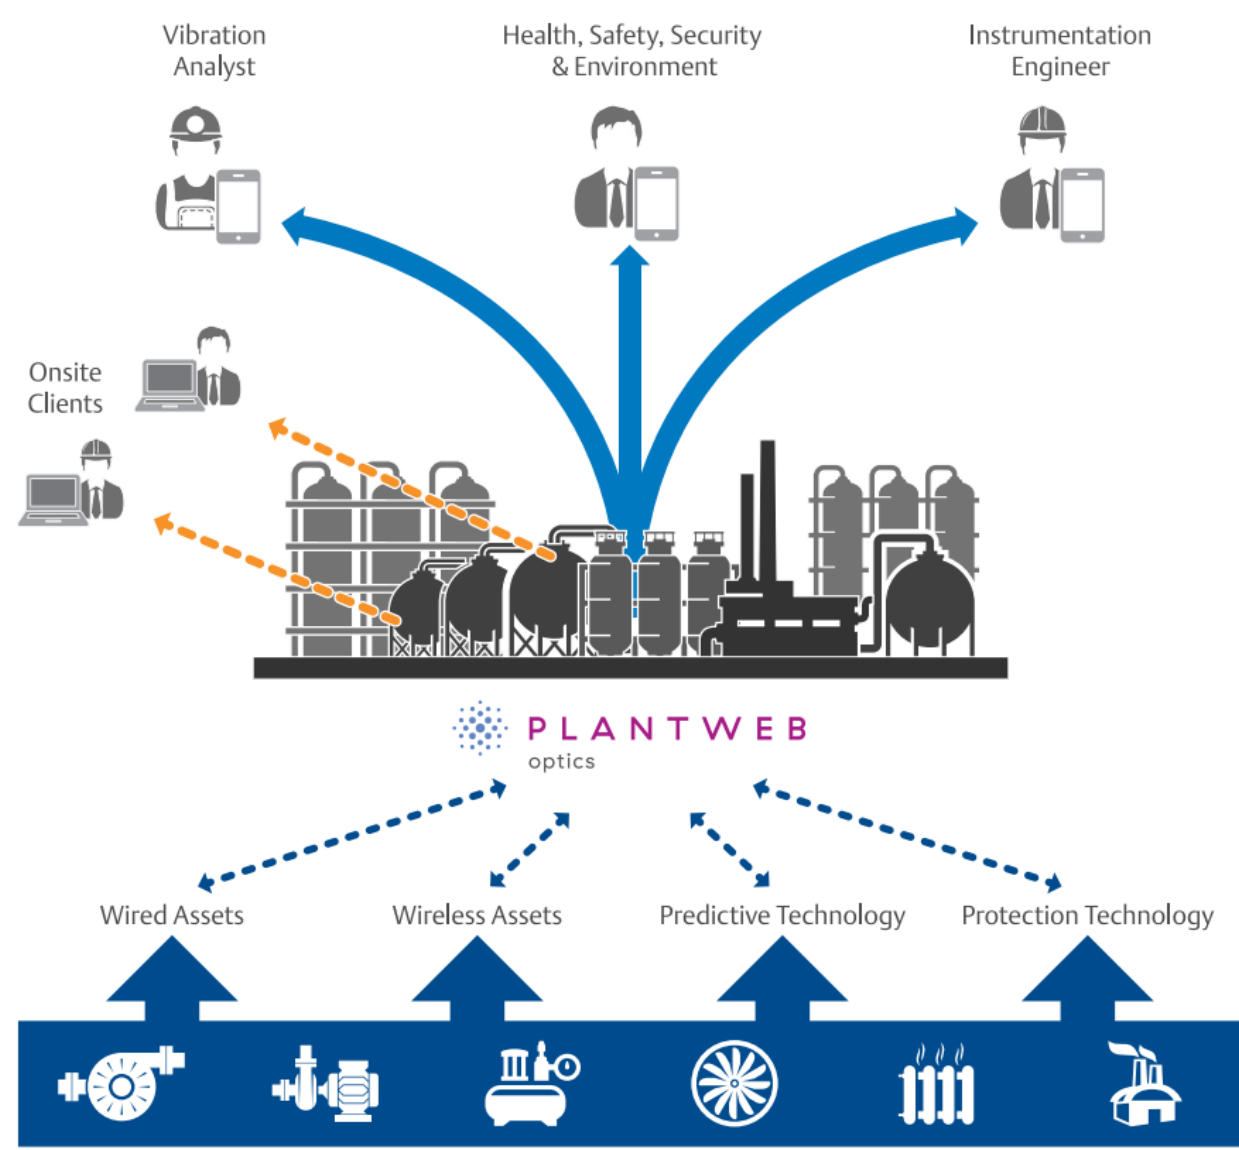 Vibration
Analyst
Health, Safety, Security
& Environment
Instrumentation
Engineer
Onsite
Clients
PLANTWEB
optics
Wired Assets
Wireless Assets
Predictive Technology
Protection Technology